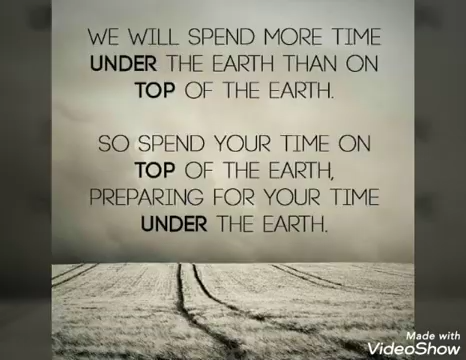 WE WILL SPEND MORE TIME
UNDER THE EARTH THAN ON
TOP OF THE EARTH.
SO SPEND YOUR TIME ON
TOP OF THE EARTH,
PREPARING FOR YOUR TIME
UNDER THE EARTH.
Made with
VideoShow